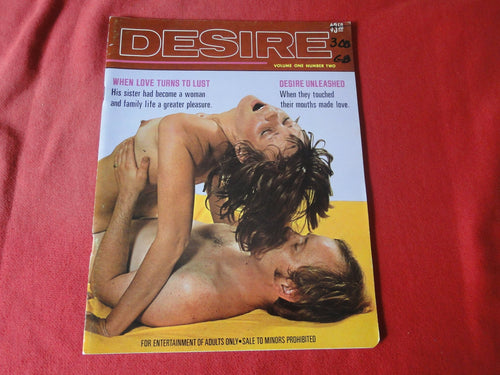 DESIRE
VOLUME ONE NUMBER TWO
WHEN LOVE TURNS TO LUST
His sister had become a woman
and family life a greater pleasure.
DESIRE UNLEASHED
When they touched
their mouths made love.
FOR ENTERTAINMENT OF ADULTS ONLY•SALE TO MINORS PROHIBITED